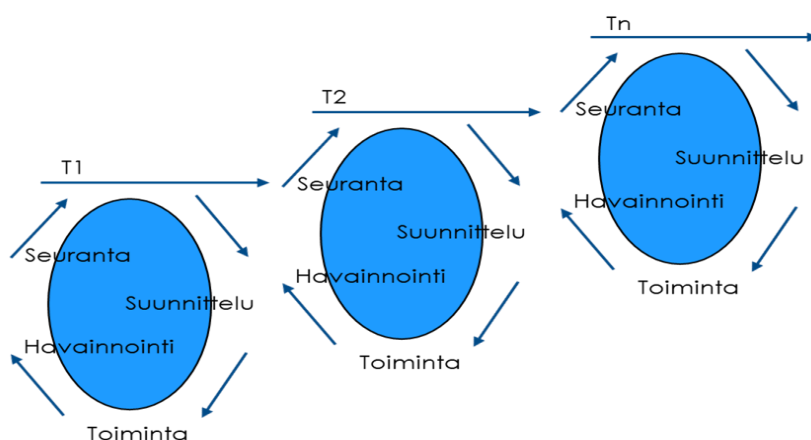 T1
Seuranta
Suunnittelu
Havainnointi
Toiminta
T2
Seuranta
Suunnittelu
Havainnointi
Toiminta
Tn
Seuranta
Suunnittelu
Havainnointi
Toiminta